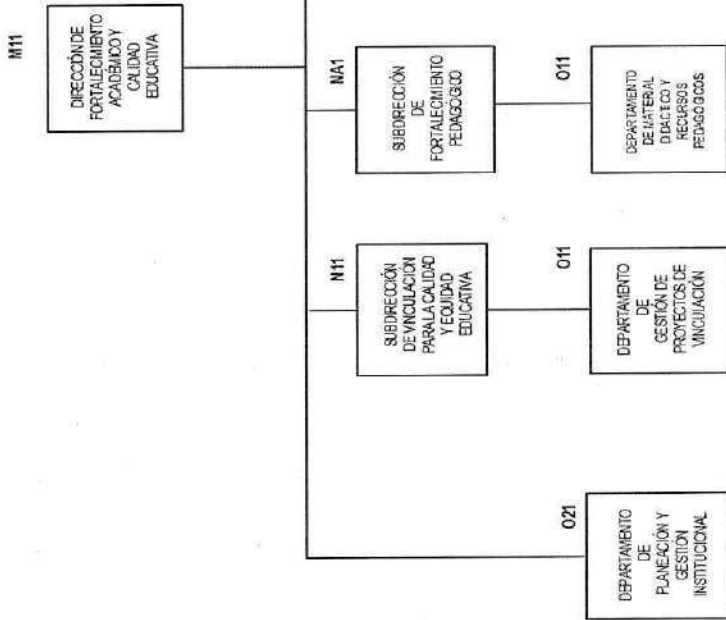 M11
DIRECCIÓN DE
FORTALECIMIENTO
ACADÉMICO Y
CALIDAD
EDUCATIVA
N11
SUBDIRECCIÓN
DE VINCULACIÓN
PARA LA CALIDAD
Y EQUIDAD
EDUCATIVA
NA1
SUBDIRECCIÓN
DE
FORTALECIMIENTO
PEDAGÓGICO
O21
DEPARTAMENTO
DE
PLANEACIÓN Y
GESTIÓN
INSTITUCIONAL
O11
DEPARTAMENTO
DE
GESTIÓN DE
PROYECTOS DE
VINCULACIÓN
O11
DEPARTAMENTO
DE MATERIAL
DIDÁCTICO Y
RECURSOS
PEDAGÓGICOS